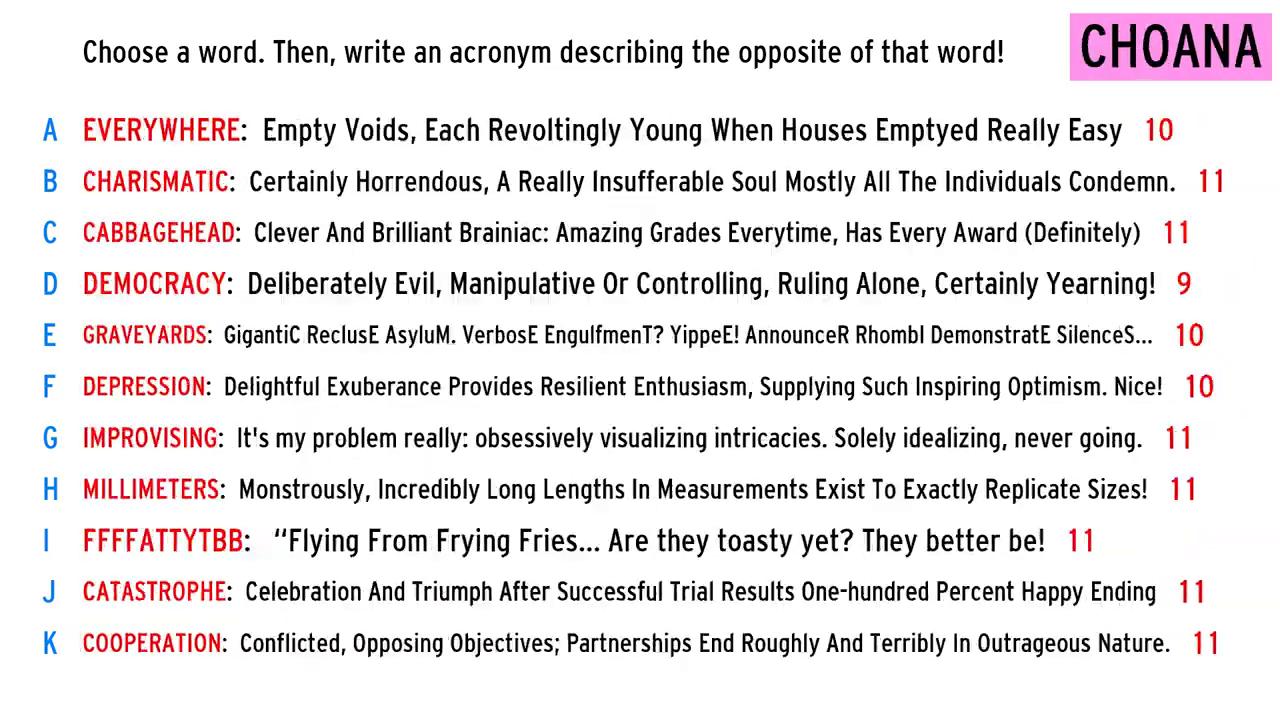 Choose a word. Then, write an acronym describing the opposite of that word!
CHOANA
A EVERYWHERE: Empty Voids, Each Revoltingly Young When Houses Emptyed Really Easy 10
B CHARISMATIC: Certainly Horrendous, A Really Insufferable Soul Mostly All The Individuals Condemn. 11
C CABBAGEHEAD: Clever And Brilliant Brainiac: Amazing Grades Everytime, Has Every Award (Definitely) 11
D DEMOCRACY: Deliberately Evil, Manipulative Or Controlling, Ruling Alone, Certainly Yearning! 9
E GRAVEYARDS: GigantiC ReclusE AsyluM. VerbosE EngulfmenT? YippeE! AnnounceR RhombI DemonstratE SilenceS... 10
F DEPRESSION: Delightful Exuberance Provides Resilient Enthusiasm, Supplying Such Inspiring Optimism. Nice! 10
G IMPROVISING: It's my problem really: obsessively visualizing intricacies. Solely idealizing, never going. 11
H MILLIMETERS: Monstrously, Incredibly Long Lengths In Measurements Exist To Exactly Replicate Sizes! 11
I FFFFATTYTBB: “Flying From Frying Fries... Are they toasty yet? They better be! 11
J CATASTROPHE: Celebration And Triumph After Successful Trial Results One-hundred Percent Happy Ending 11
K COOPERATION: Conflicted, Opposing Objectives; Partnerships End Roughly And Terribly In Outrageous Nature. 11